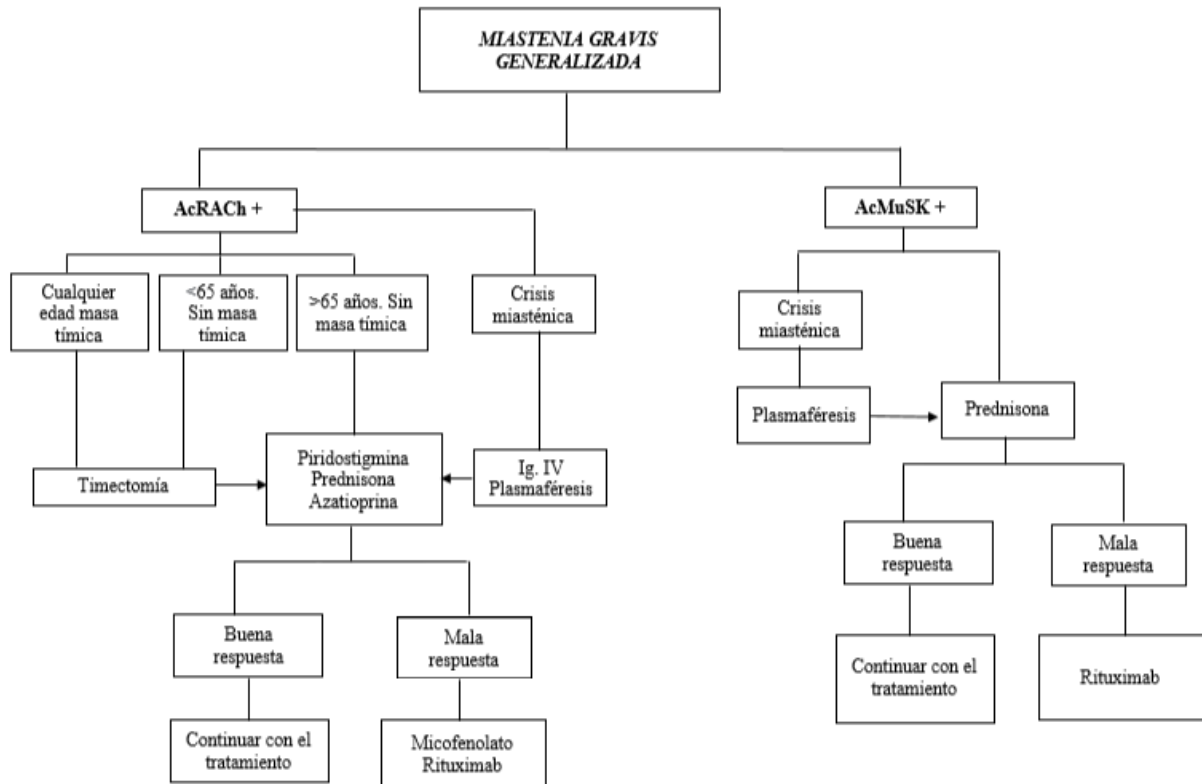 MIASTENIA GRAVIS
GENERALIZADA
AcRACh +
AcMuSK +
Cualquier
edad masa
tímica
<65 años.
Sin masa
tímica
>65 años. Sin
masa tímica
Crisis
miasténica
Crisis
miasténica
Plasmaféresis
Prednisona
Timectomía
Piridostigmina
Prednisona
Azatioprina
Ig. IV
Plasmaféresis
Buena
respuesta
Mala
respuesta
Buena
respuesta
Mala
respuesta
Continuar con el
tratamiento
Rituximab
Continuar con el
tratamiento
Micofenolato
Rituximab